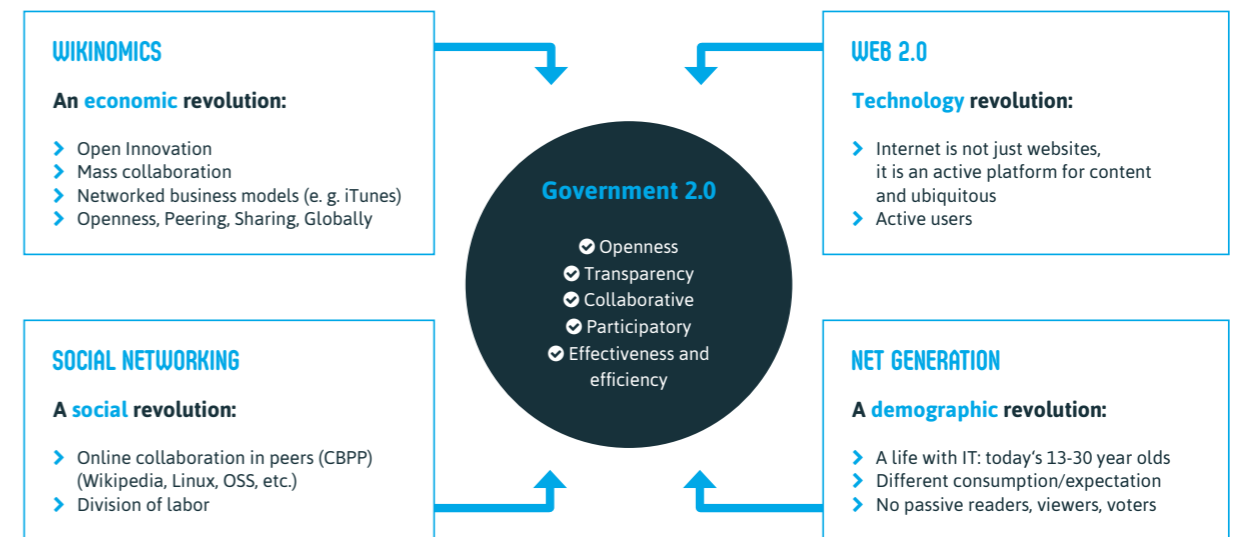 WIKINOMICS
An economic revolution:
Open Innovation
Mass collaboration
Networked business models (e. g. iTunes)
Openness, Peering, Sharing, Globally
WEB 2.0
Technology revolution:
Internet is not just websites,
it is an active platform for content
and ubiquitous
Active users
Government 2.0
Openness
Transparency
Collaborative
Participatory
Effectiveness and
efficiency
SOCIAL NETWORKING
A social revolution:
Online collaboration in peers (CBPP)
(Wikipedia, Linux, OSS, etc.)
Division of labor
NET GENERATION
A demographic revolution:
A life with IT: today‘s 13-30 year olds
Different consumption/expectation
No passive readers, viewers, voters